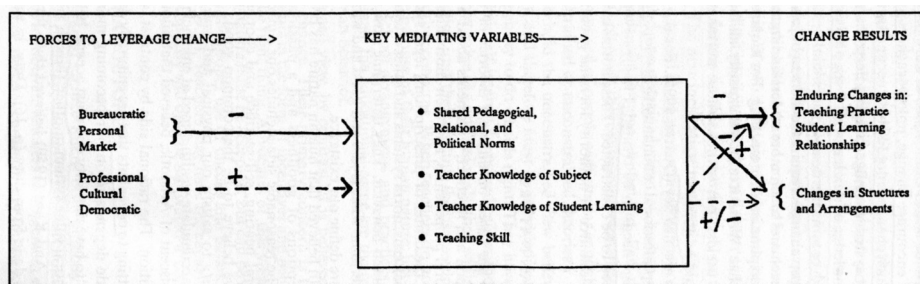 FORCES TO LEVERAGE CHANGE------->
KEY MEDIATING VARIABLES------>
CHANGE RESULTS
Bureaucratic
Personal
Market
−
Professional
Cultural
Democratic
+
• Shared Pedagogical,
Relational, and
Political Norms
• Teacher Knowledge of Subject
• Teacher Knowledge of Student Learning
• Teaching Skill
−
−
+
+/−
Enduring Changes in:
Teaching Practice
Student Learning
Relationships
Changes in Structures
and Arrangements